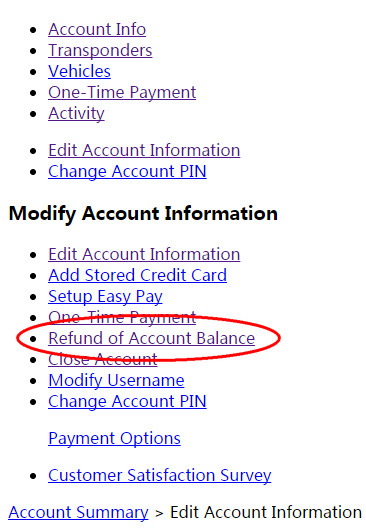 Account Info
Transponders
Vehicles
One-Time Payment
Activity
Edit Account Information
Change Account PIN
Modify Account Information
Edit Account Information
Add Stored Credit Card
Setup Easy Pay
One-Time Payment
Refund of Account Balance
Close Account
Modify Username
Change Account PIN
Payment Options
Customer Satisfaction Survey
Account Summary > Edit Account Information